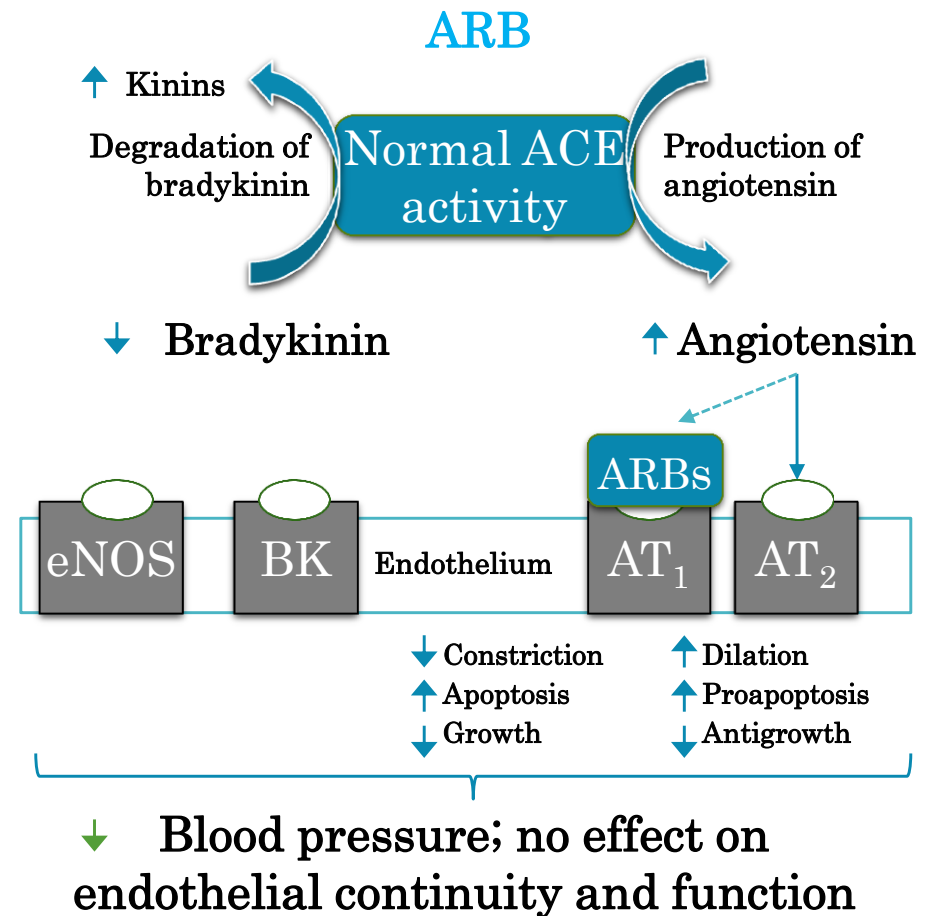 ARB
Kinins
Degradation of
bradykinin
Normal ACE
activity
Production of
angiotensin
Bradykinin
Angiotensin
ARBs
eNOS
BK
Endothelium
AT₁
AT₂
Constriction
Apoptosis
Growth
Dilation
Proapoptosis
Antigrowth
Blood pressure; no effect on
endothelial continuity and function